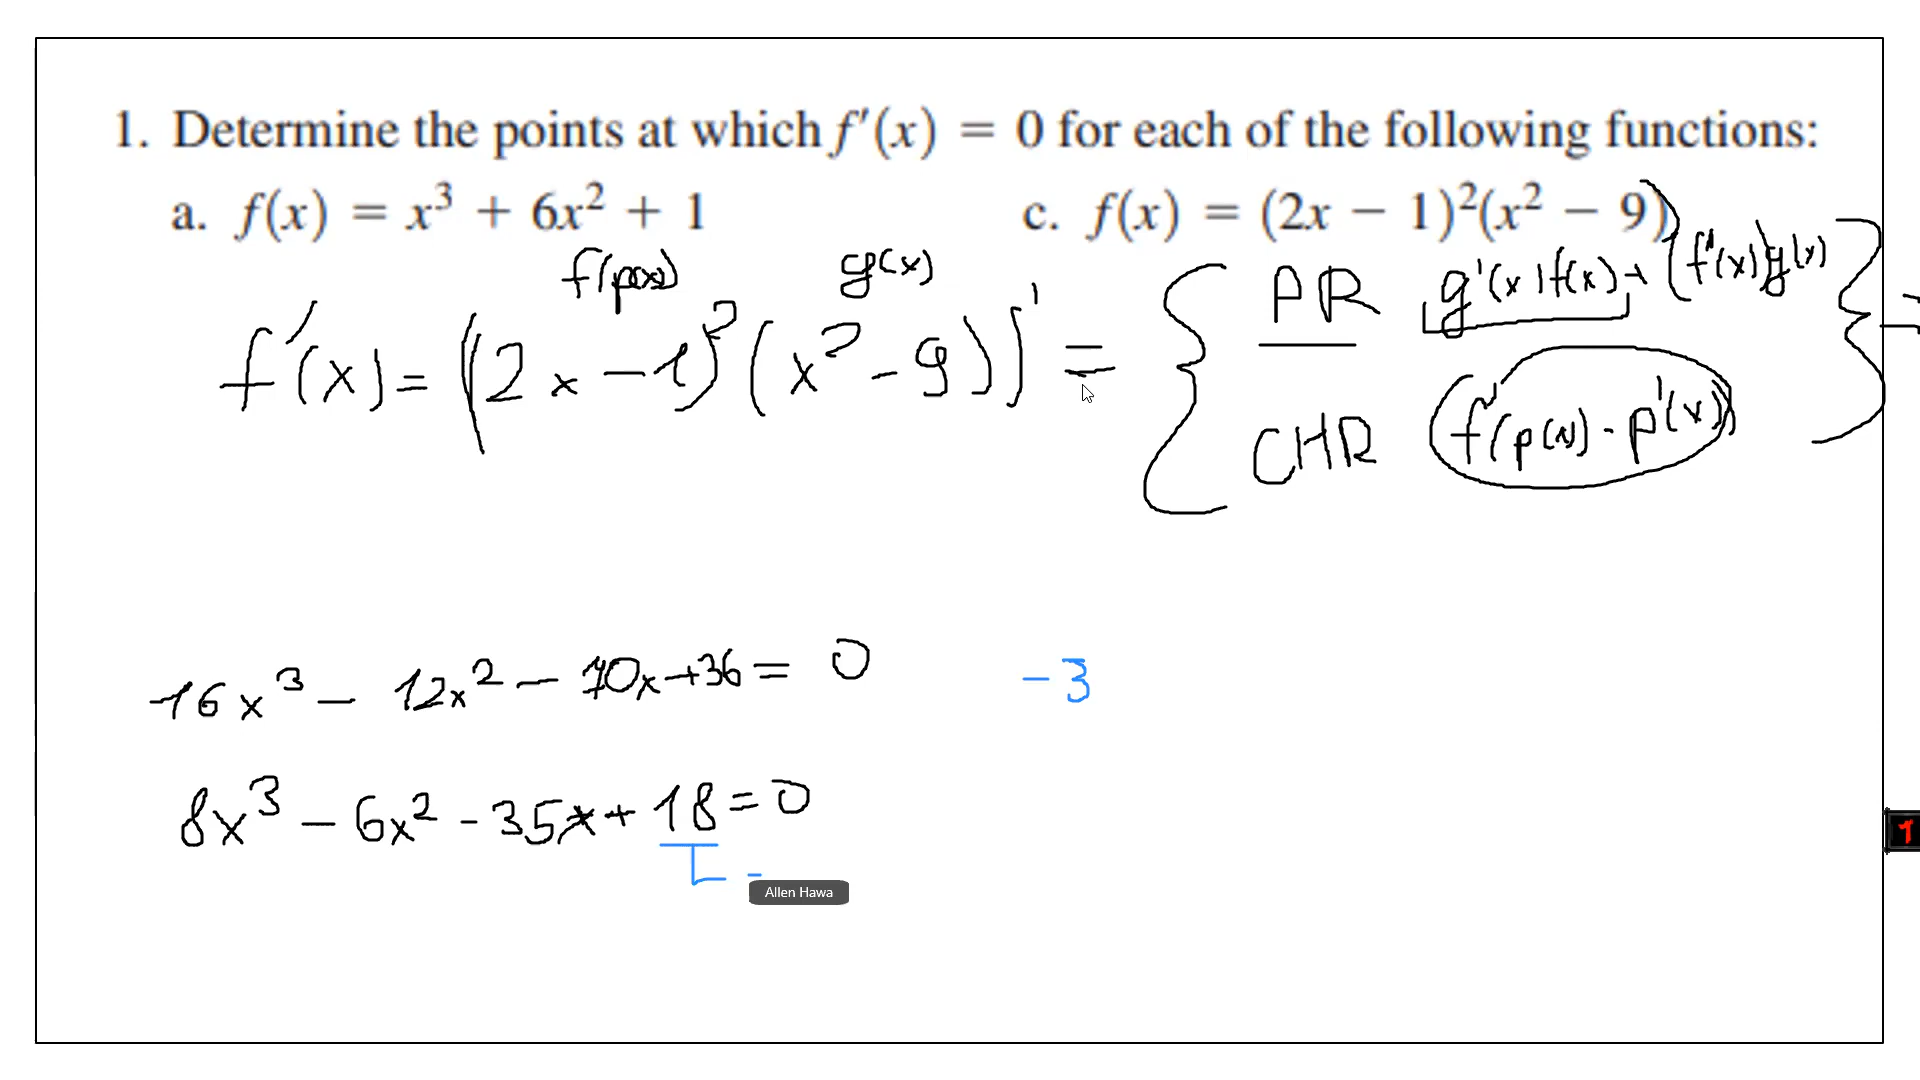 1. Determine the points at which f′(x) = 0 for each of the following functions:
a. f(x) = x³ + 6x² + 1
c. f(x) = (2x − 1)²(x² − 9)
f(p(x)) g(x)
f'(x) = ((2x − 1)² (x² − 9))' =
PR g'(x) f(x) + (f'(x)) g(x)
CHR f'(p(x)) · p'(x)
16x³ − 12x² − 70x + 36 = 0
-3
8x³ − 6x² - 35x + 18 = 0
Allen Hawa
1